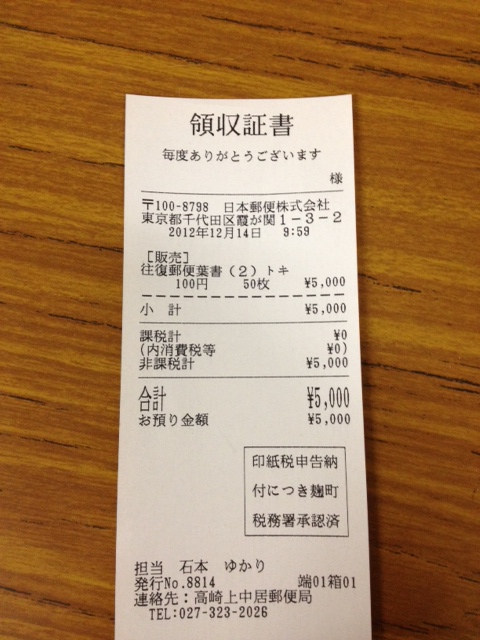 領収証書
毎度ありがとうございます
様
〒100-8798 日本郵便株式会社
東京都千代田区霞が関1-3-2
2012年12月14日 9:59
[販売]
往復郵便葉書(2)トキ
100円 50枚 ¥5,000
小 計 ¥5,000
課税計 ¥0
(内消費税等 ¥0)
非課税計 ¥5,000
合計 ¥5,000
お預り金額 ¥5,000
印紙税申告納
付につき麹町
税務署承認済
担当 石本 ゆかり
発行No.8814 端01箱01
連絡先:高崎上中居郵便局
TEL:027-323-2026